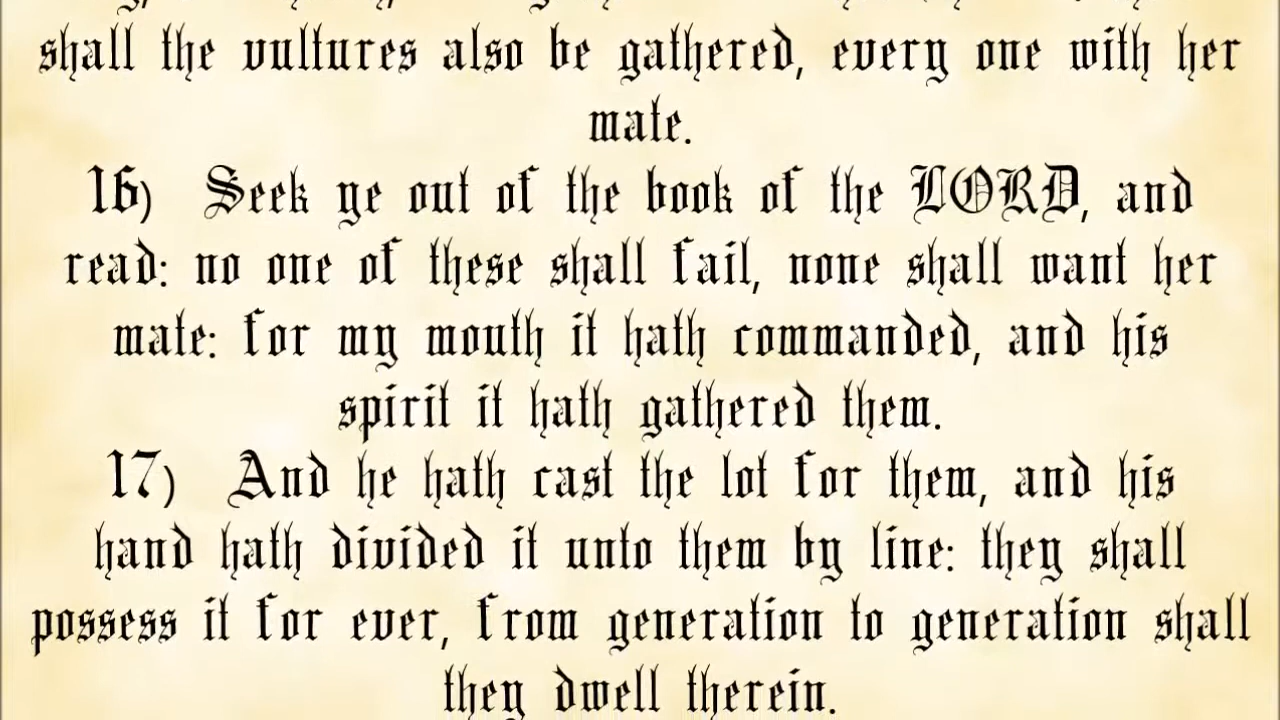 shall the vultures also be gathered, every one with her
mate.
16) Seek ye out of the book of the LORD, and
read: no one of these shall fail, none shall want her
mate: for my mouth it hath commanded, and his
spirit it hath gathered them.
17) And he hath cast the lot for them, and his
hand hath divided it unto them by line: they shall
possess it for ever, from generation to generation shall
they dwell therein.